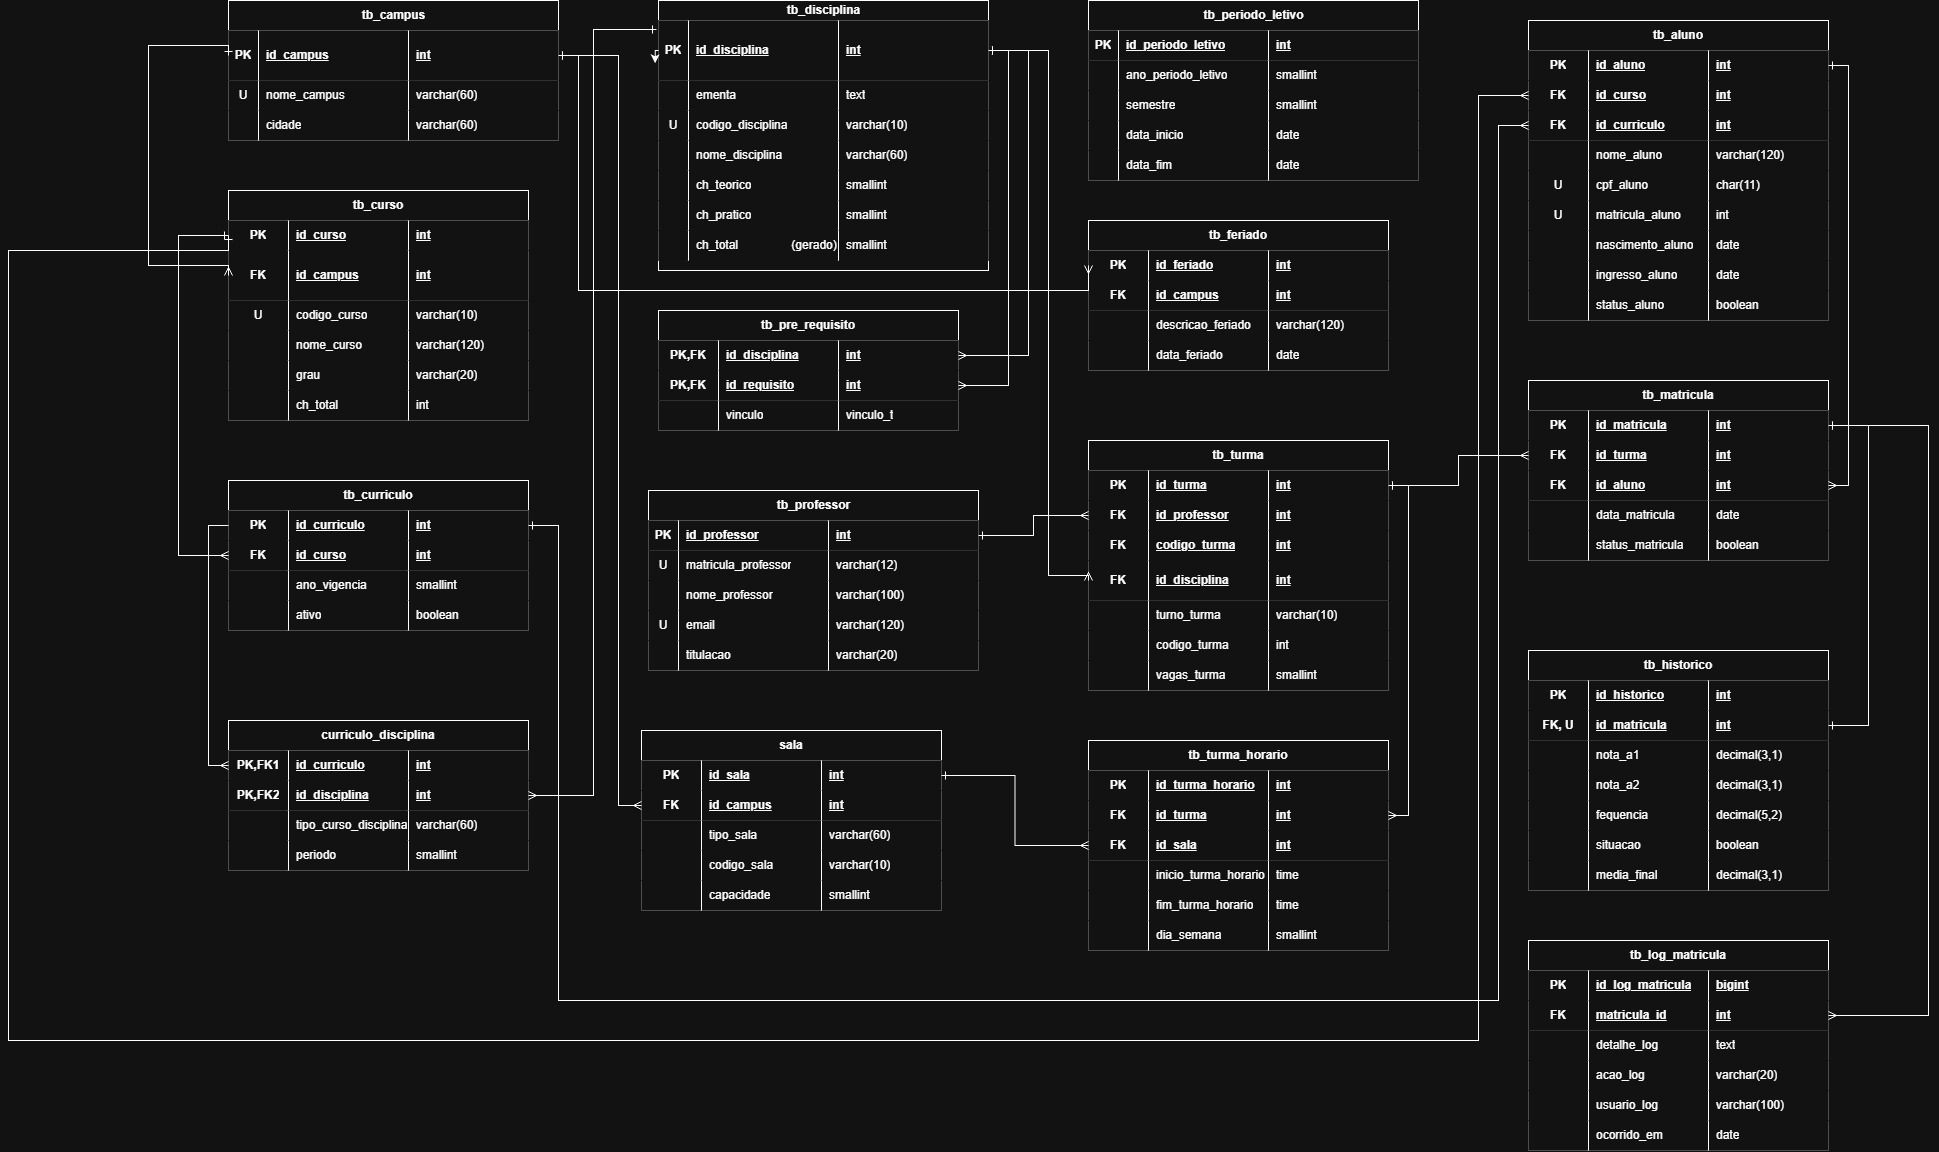 tb_campus
PK id_campus int
U nome_campus varchar(60)
cidade varchar(60)
tb_curso
PK id_curso int
FK id_campus int
U codigo_curso varchar(10)
nome_curso varchar(120)
grau varchar(20)
ch_total int
tb_curriculo
PK id_curriculo int
FK id_curso int
ano_vigencia smallint
ativo boolean
curriculo_disciplina
PK,FK1 id_curriculo int
PK,FK2 id_disciplina int
tipo_curso_disciplina varchar(60)
periodo smallint
tb_disciplina
PK id_disciplina int
ementa text
U codigo_disciplina varchar(10)
nome_disciplina varchar(60)
ch_teorico smallint
ch_pratico smallint
ch_total (gerado) smallint
tb_pre_requisito
PK,FK id_disciplina int
PK,FK id_requisito int
vinculo vinculo_t
tb_professor
PK id_professor int
U matricula_professor varchar(12)
nome_professor varchar(100)
U email varchar(120)
titulacao varchar(20)
sala
PK id_sala int
FK id_campus int
tipo_sala varchar(60)
codigo_sala varchar(10)
capacidade smallint
tb_periodo_letivo
PK id_periodo_letivo int
ano_periodo_letivo smallint
semestre smallint
data_inicio date
data_fim date
tb_feriado
PK id_feriado int
FK id_campus int
descricao_feriado varchar(120)
data_feriado date
tb_turma
PK id_turma int
FK id_professor int
FK codigo_turma int
FK id_disciplina int
turno_turma varchar(10)
codigo_turma int
vagas_turma smallint
tb_turma_horario
PK id_turma_horario int
FK id_turma int
FK id_sala int
inicio_turma_horario time
fim_turma_horario time
dia_semana smallint
tb_aluno
PK id_aluno int
FK id_curso int
FK id_curriculo int
nome_aluno varchar(120)
U cpf_aluno char(11)
U matricula_aluno int
nascimento_aluno date
ingresso_aluno date
status_aluno boolean
tb_matricula
PK id_matricula int
FK id_turma int
FK id_aluno int
data_matricula date
status_matricula boolean
tb_historico
PK id_historico int
FK, U id_matricula int
nota_a1 decimal(3,1)
nota_a2 decimal(3,1)
fequencia decimal(5,2)
situacao boolean
media_final decimal(3,1)
tb_log_matricula
PK id_log_matricula bigint
FK matricula_id int
detalhe_log text
acao_log varchar(20)
usuario_log varchar(100)
ocorrido_em date